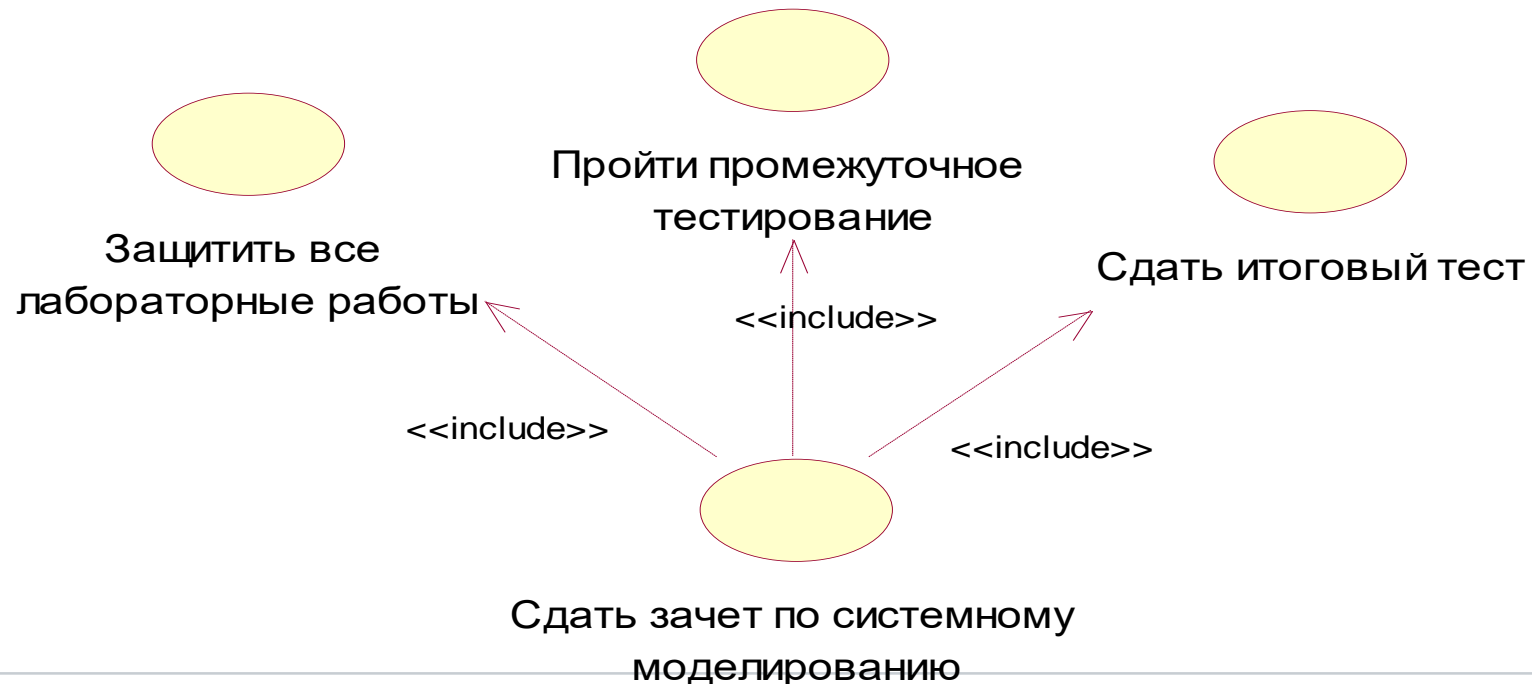 Пройти промежуточное
тестирование
Защитить все
лабораторные работы
Сдать итоговый тест
<<include>>
<<include>>
<<include>>
Сдать зачет по системному
моделированию